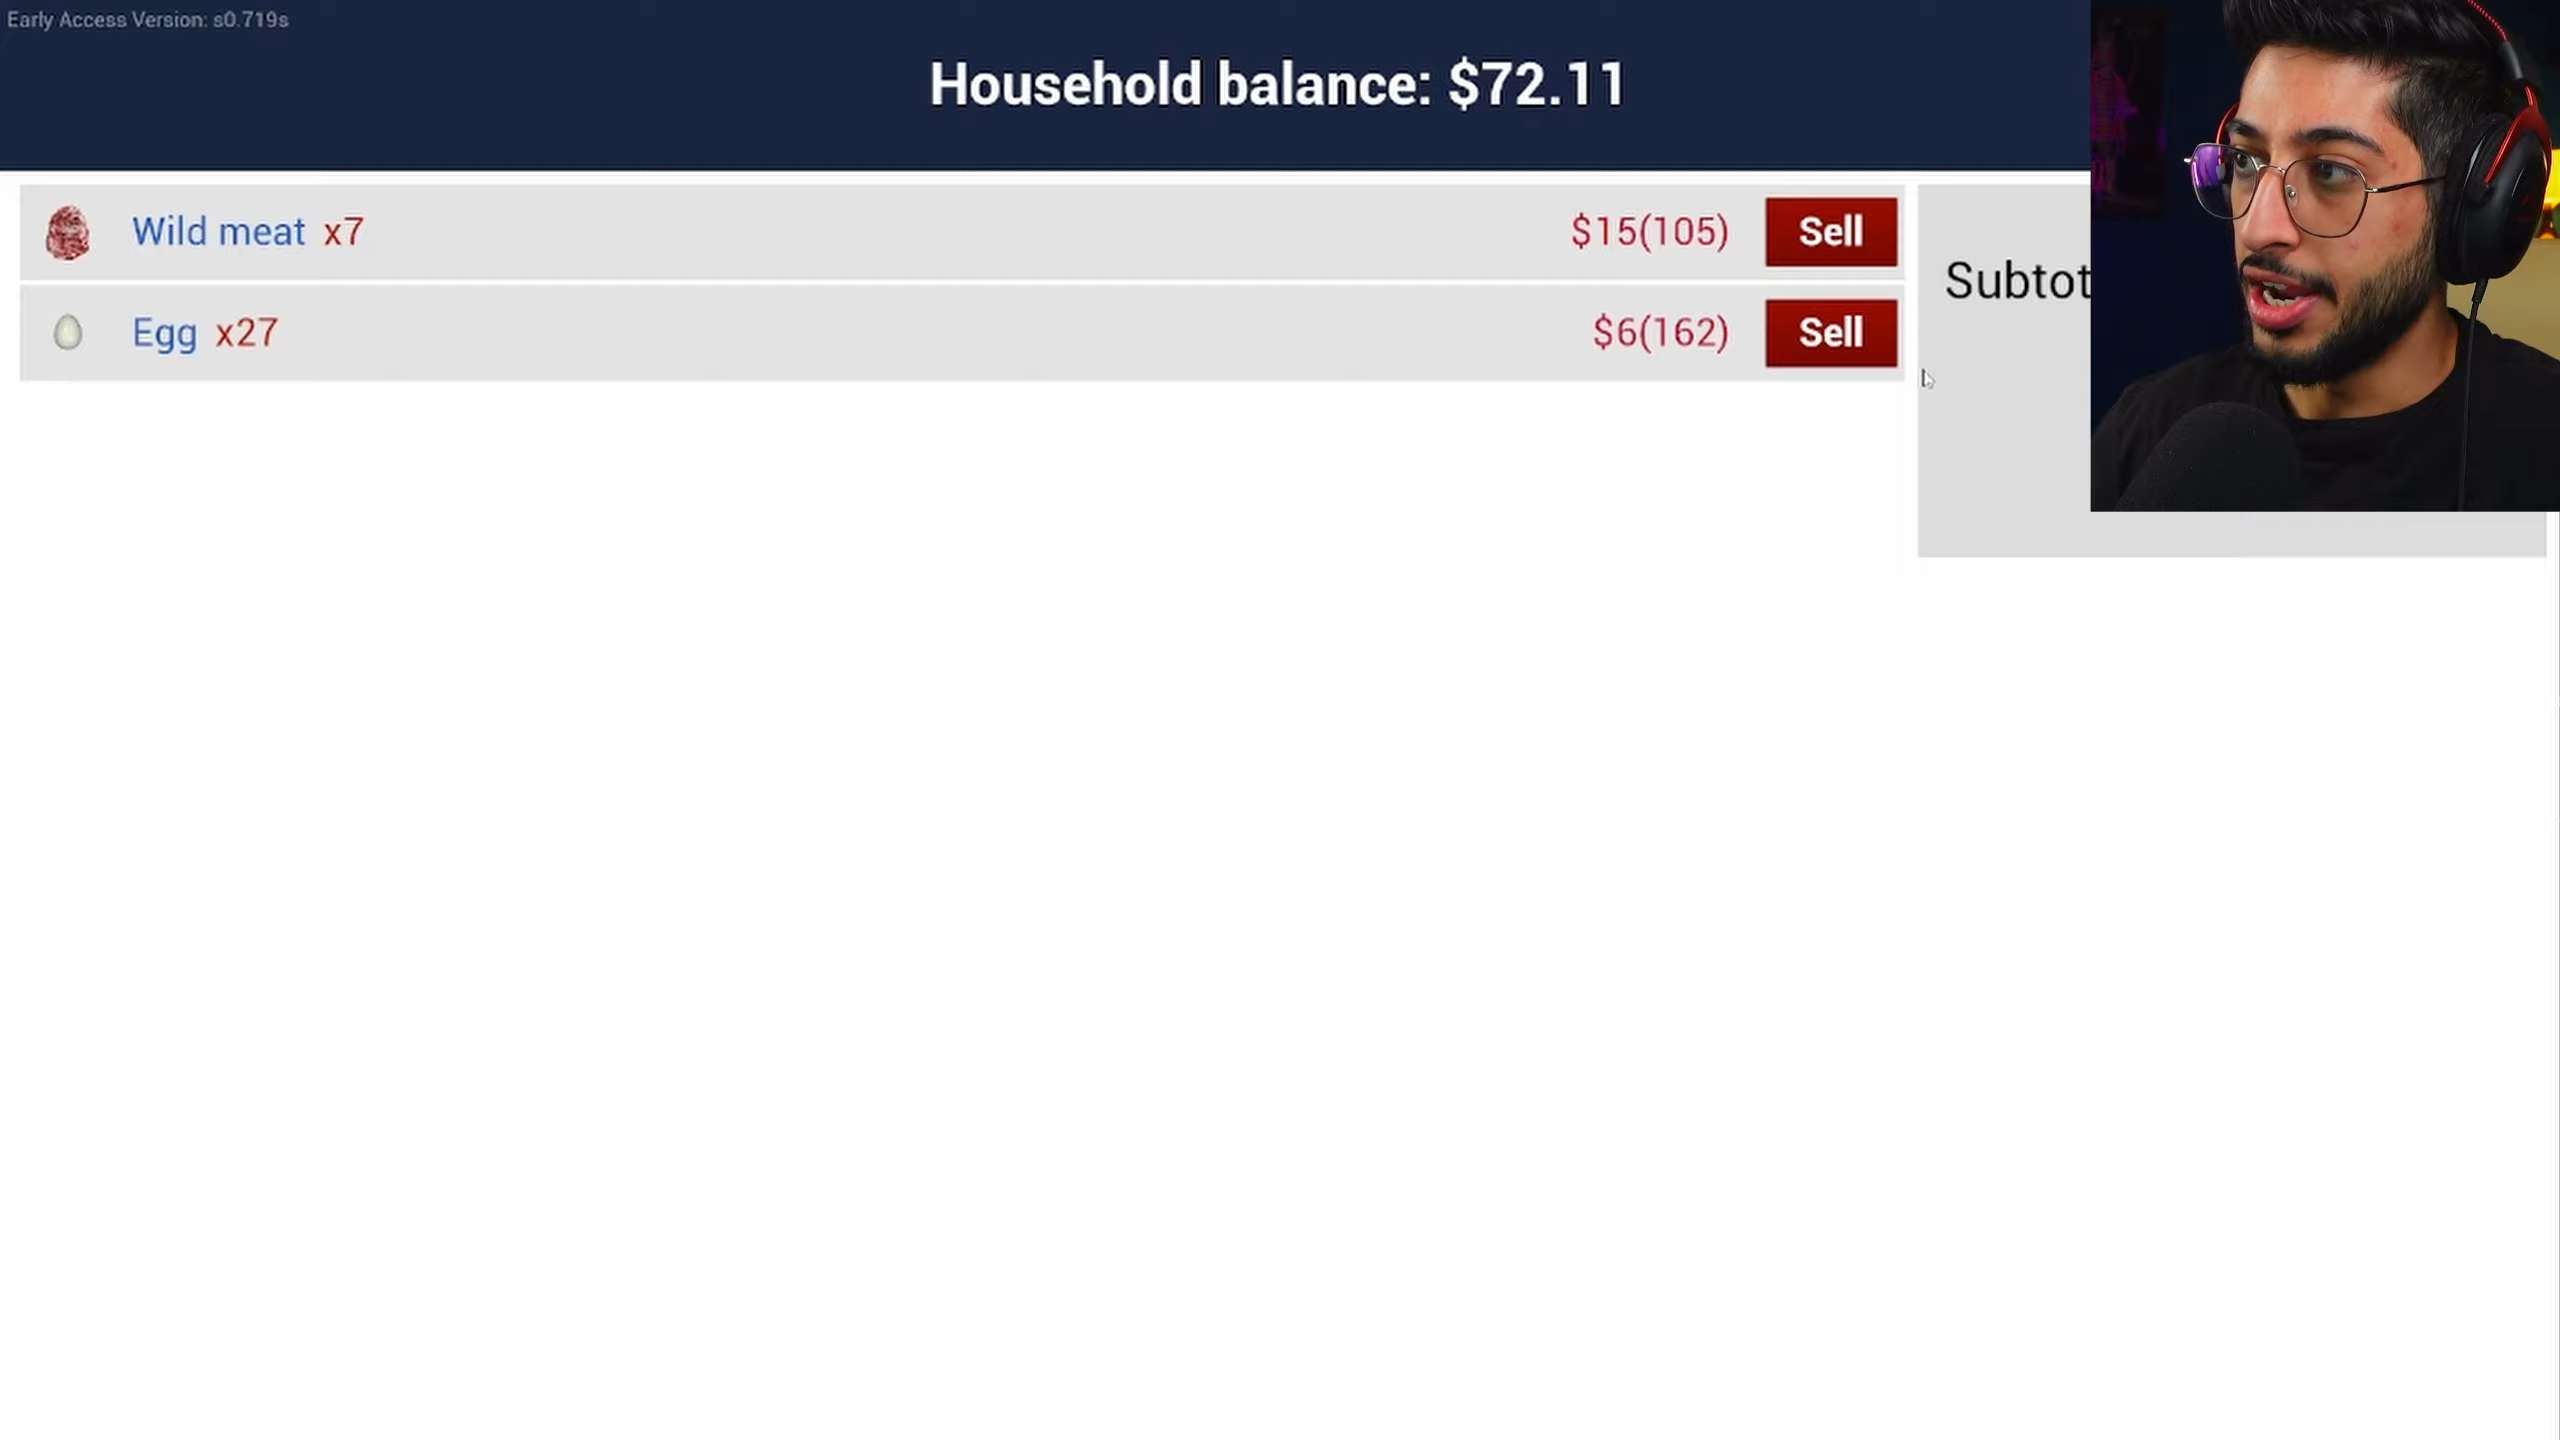 Early Access Version: s0.719s
Household balance: $72.11
Wild meat x7 $15(105) Sell
Egg x27 $6(162) Sell
Subtot